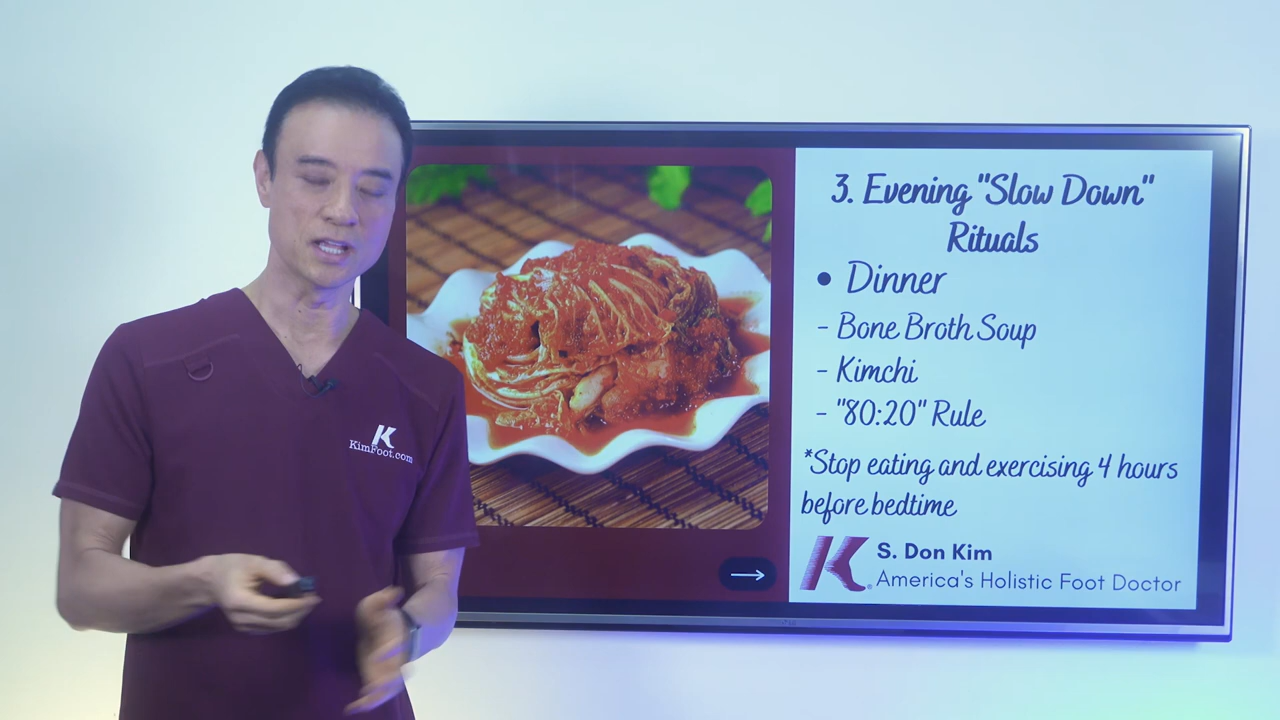 3. Evening "Slow Down"
Rituals
• Dinner
- Bone Broth Soup
- Kimchi
- "80:20" Rule
*Stop eating and exercising 4 hours
before bedtime
K® S. Don Kim
America's Holistic Foot Doctor
K
KimFoot.com